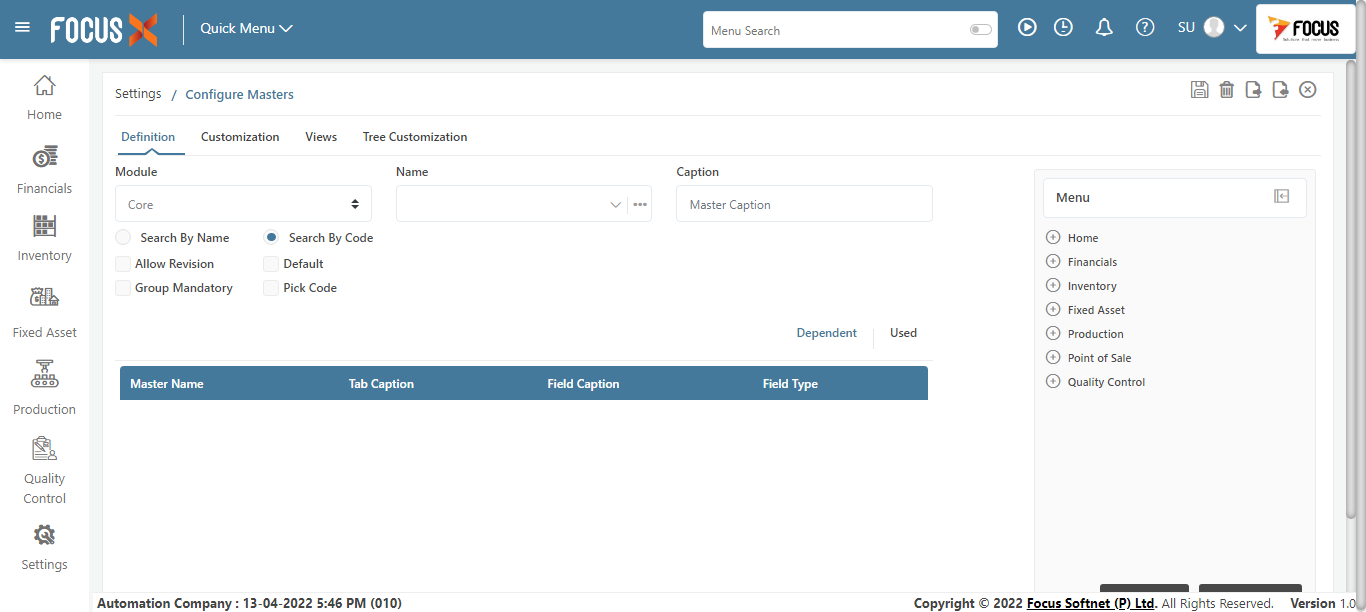 FOCUS X
Quick Menu
Menu Search
SU
FOCUS
Home
Financials
Inventory
Fixed Asset
Production
Quality
Control
Settings
Settings / Configure Masters
Definition Customization Views Tree Customization
Module Name Caption
Core Master Caption
Search By Name Search By Code
Allow Revision Default
Group Mandatory Pick Code
Dependent Used
Master Name Tab Caption Field Caption Field Type
Menu
Home
Financials
Inventory
Fixed Asset
Production
Point of Sale
Quality Control
Automation Company : 13-04-2022 5:46 PM (010)
Copyright © 2022 Focus Softnet (P) Ltd. All Rights Reserved. Version 1.0